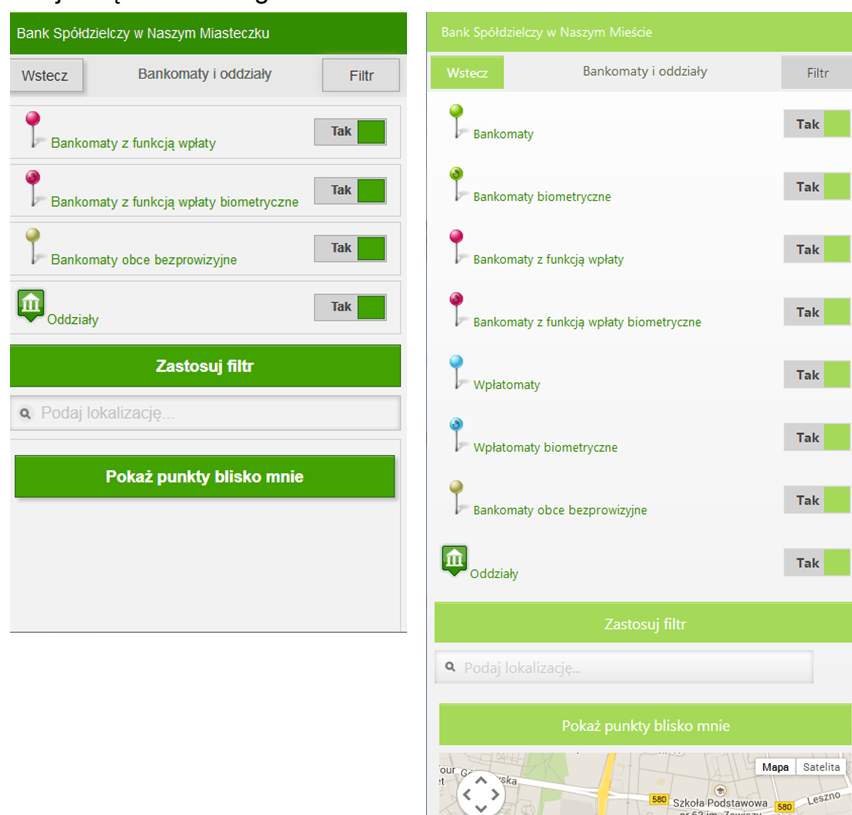 Bank Spółdzielczy w Naszym Miasteczku
Wstecz
Bankomaty i oddziały
Filtr
Bankomaty z funkcją wpłaty
Tak
Bankomaty z funkcją wpłaty biometryczne
Tak
Bankomaty obce bezprowizyjne
Tak
Oddziały
Tak
Zastosuj filtr
Podaj lokalizację...
Pokaż punkty blisko mnie
Bank Spółdzielczy w Naszym Mieście
Wstecz
Bankomaty i oddziały
Filtr
Bankomaty
Tak
Bankomaty biometryczne
Tak
Bankomaty z funkcją wpłaty
Tak
Bankomaty z funkcją wpłaty biometryczne
Tak
Wpłatomaty
Tak
Wpłatomaty biometryczne
Tak
Bankomaty obce bezprowizyjne
Tak
Oddziały
Tak
Zastosuj filtr
Podaj lokalizację...
Pokaż punkty blisko mnie
Mapa
Satelita
580
Szkoła Podstawowa
580
Leszno